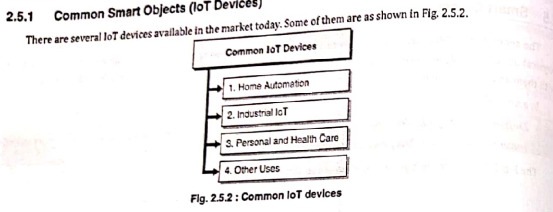 2.5.1 Common Smart Objects (IoT Devices)
There are several IoT devices available in the market today. Some of them are as shown in Fig. 2.5.2.
Common IoT Devices
1. Home Automation
2. Industrial IoT
3. Personal and Health Care
4. Other Uses
Fig. 2.5.2 : Common IoT devices